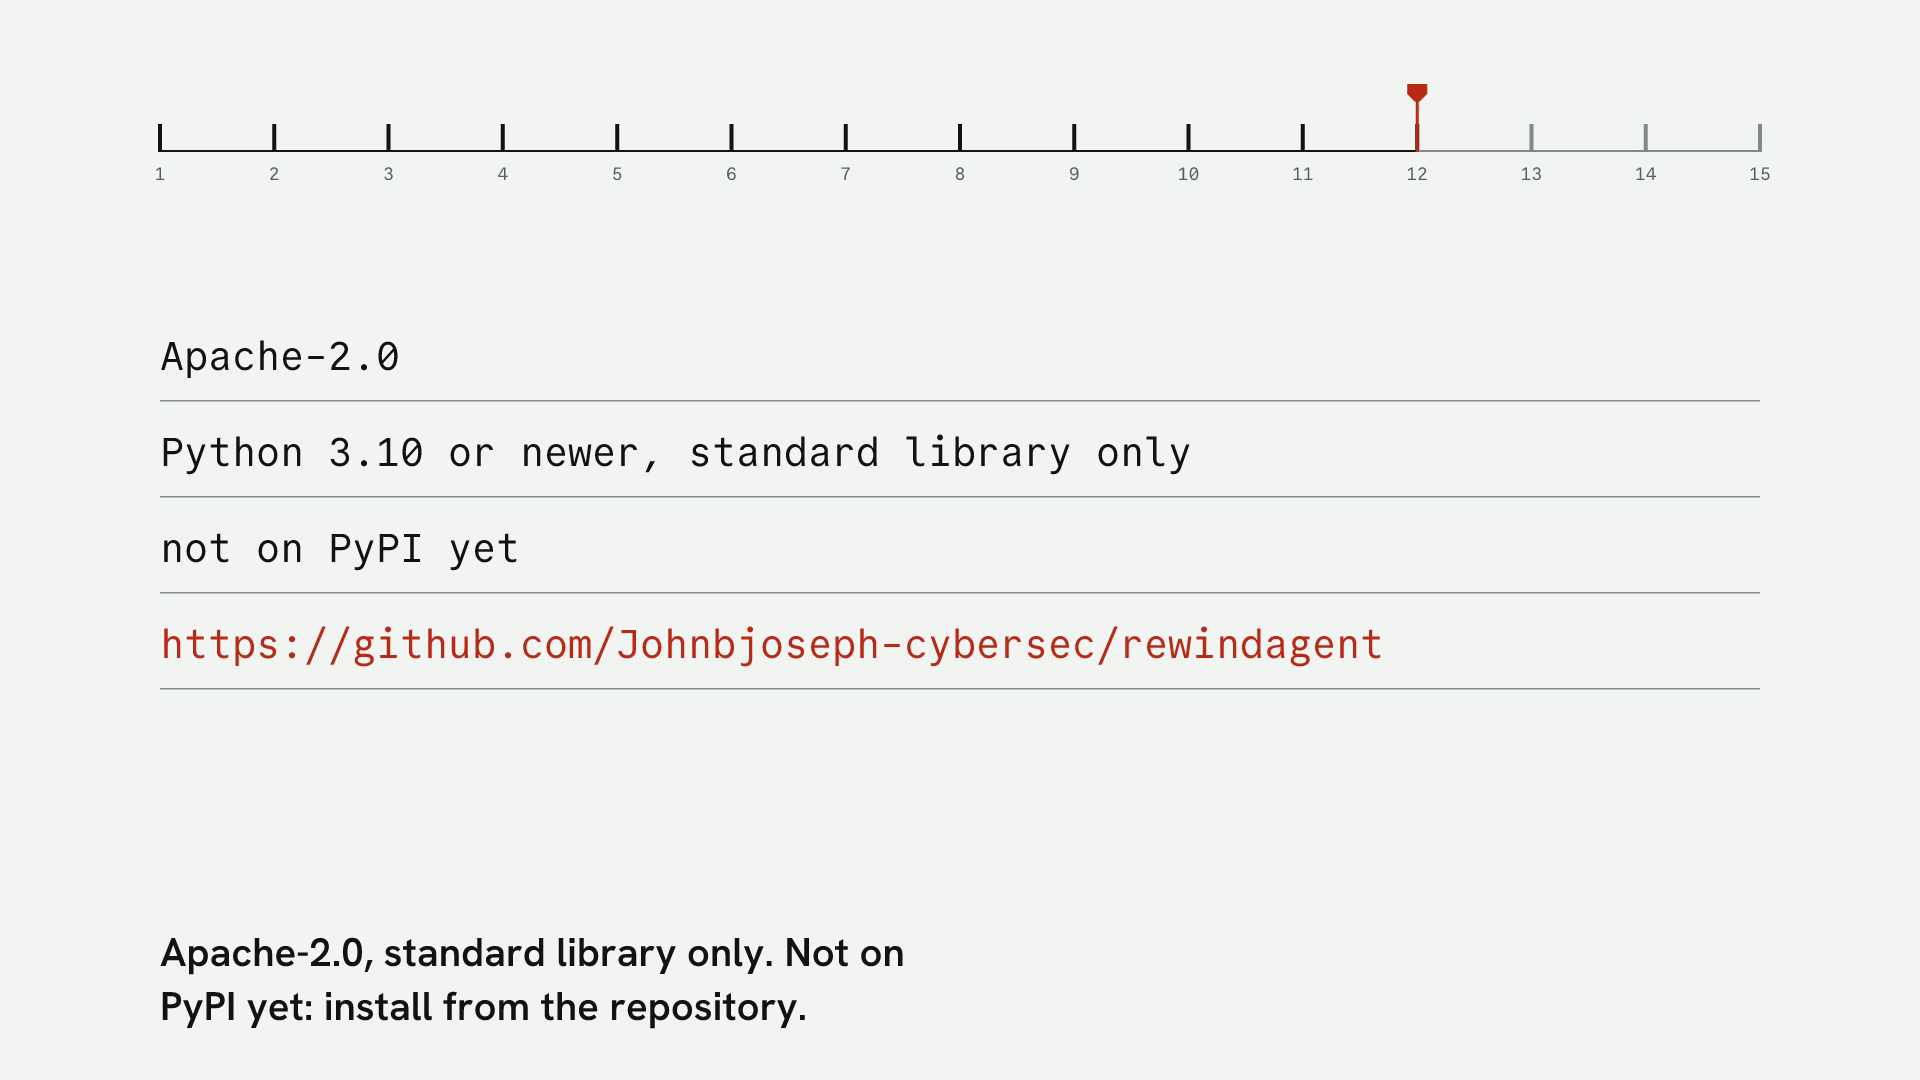 1 2 3 4 5 6 7 8 9 10 11 12 13 14 15
Apache-2.0
Python 3.10 or newer, standard library only
not on PyPI yet
https://github.com/Johnbjoseph-cybersec/rewindagent
Apache-2.0, standard library only. Not on
PyPI yet: install from the repository.